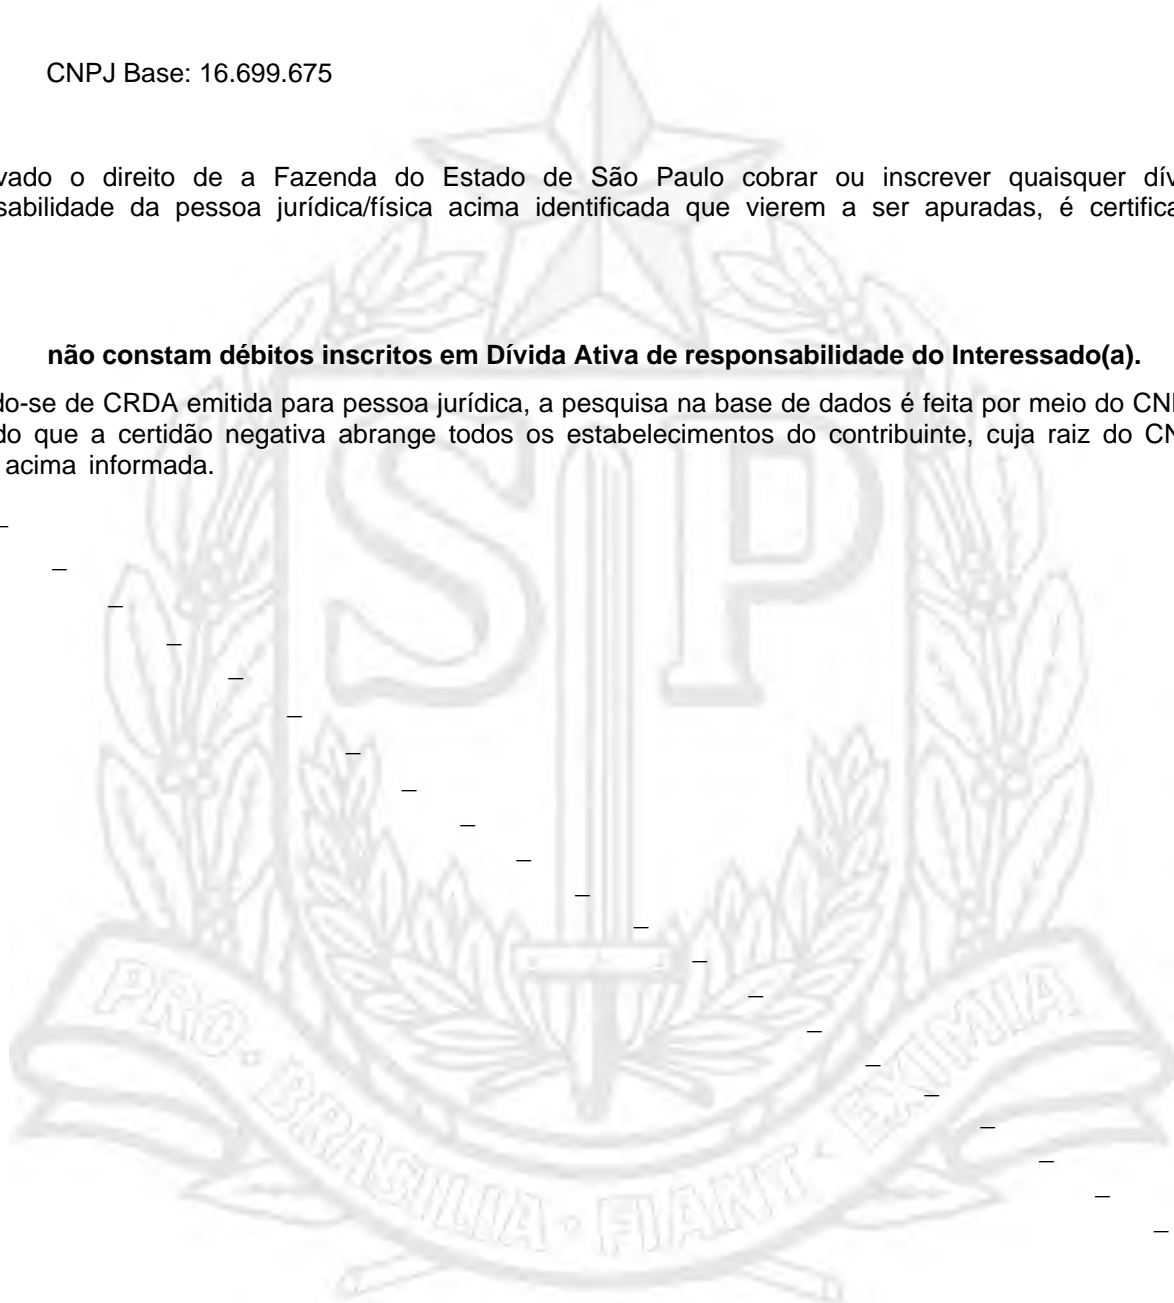 CNPJ Base: 16.699.675
vado o direito de a Fazenda do Estado de São Paulo cobrar ou inscrever quaisquer dív
sabilidade da pessoa jurídica/física acima identificada que vierem a ser apuradas, é certifica
não constam débitos inscritos em Dívida Ativa de responsabilidade do Interessado(a).
do-se de CRDA emitida para pessoa jurídica, a pesquisa na base de dados é feita por meio do CN
do que a certidão negativa abrange todos os estabelecimentos do contribuinte, cuja raiz do CN
acima informada.
SP
PRO · BRASILIA · FIANT · EXIMIA